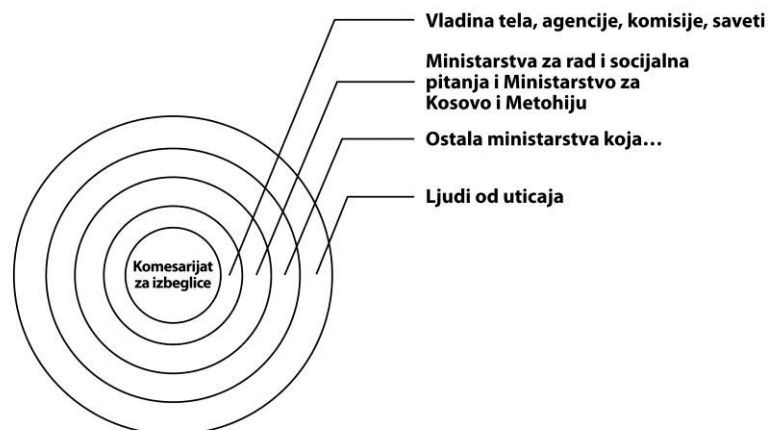 Vladina tela, agencije, komisije, saveti
Ministarstva za rad i socijalna
pitanja i Ministarstvo za
Kosovo i Metohiju
Ostala ministarstva koja...
Ljudi od uticaja
Komesarijat
za izbeglice